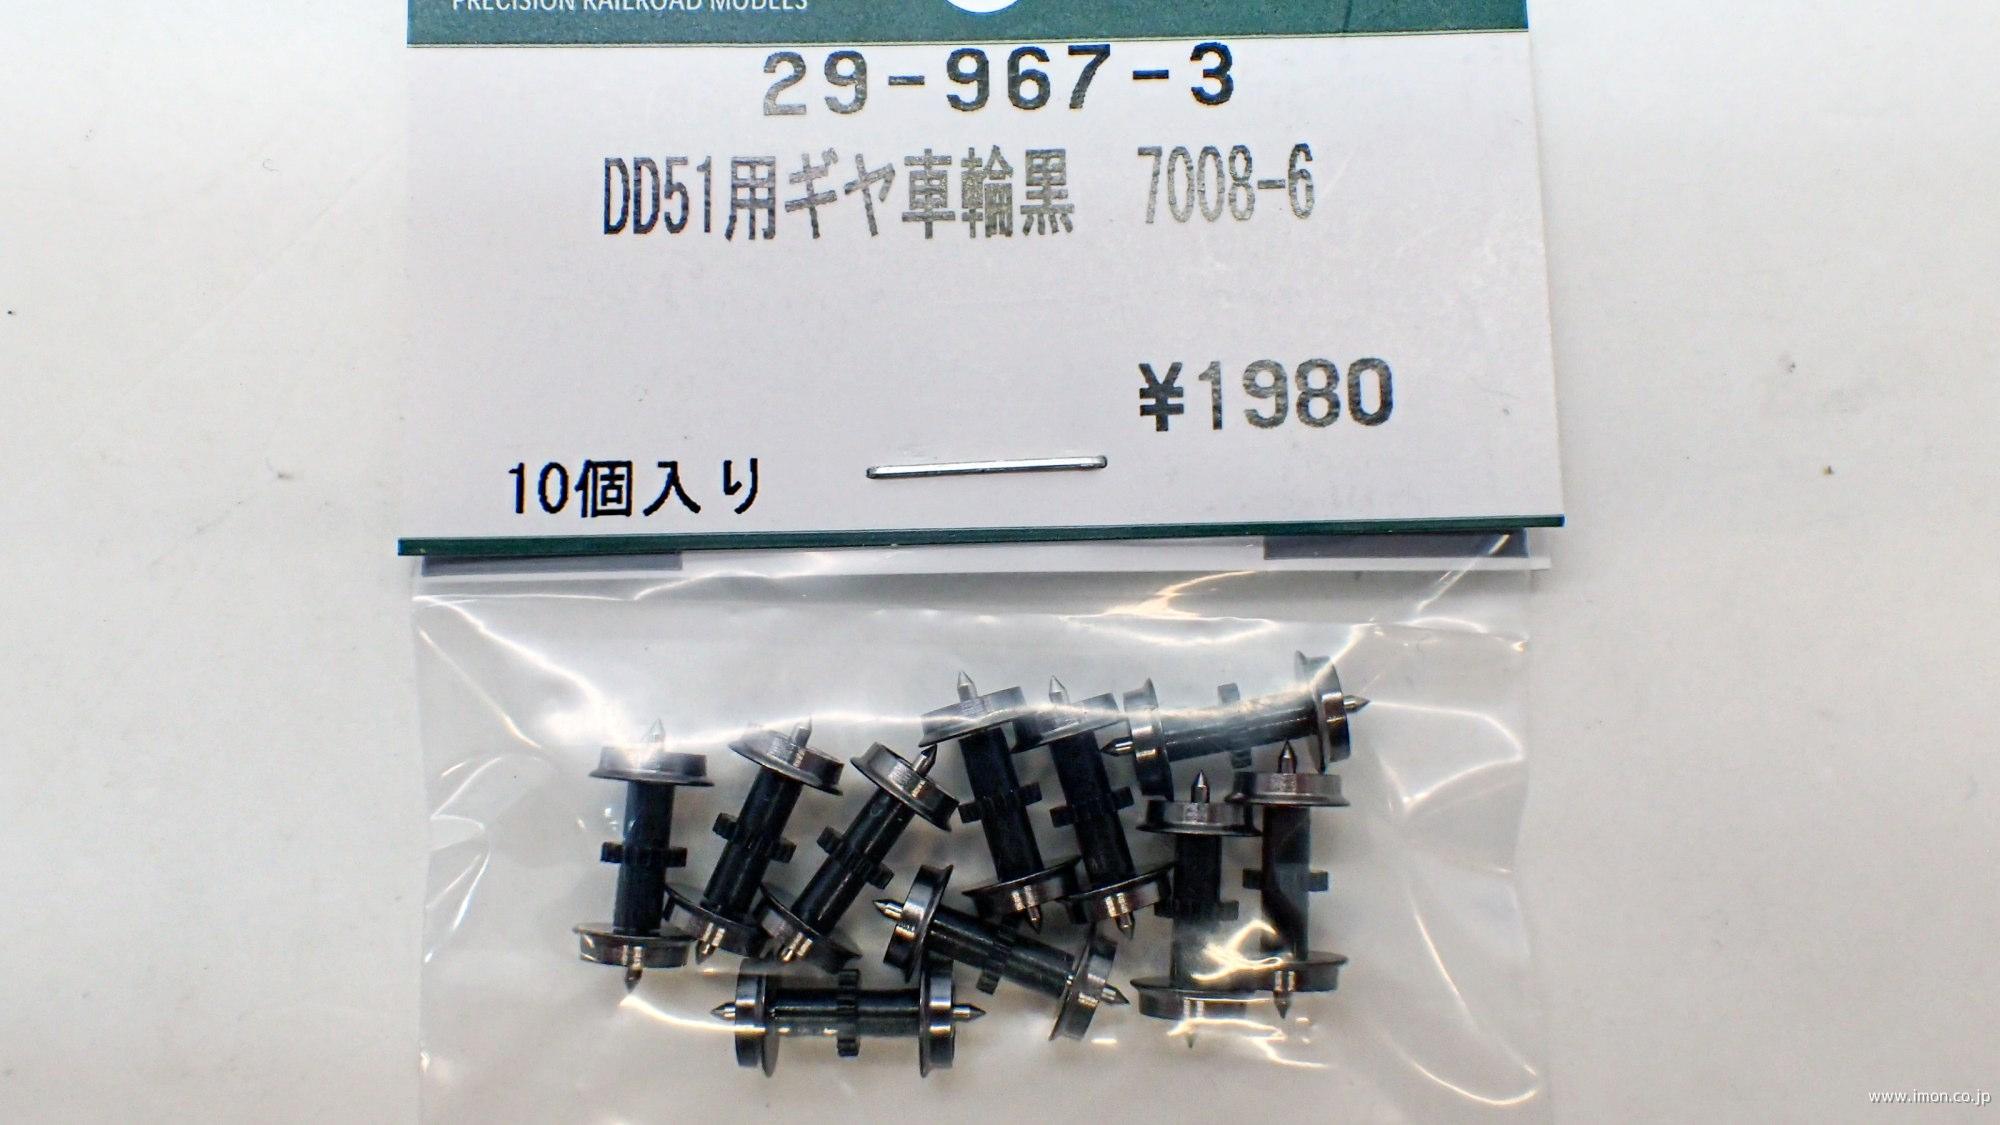 PRECISION RAILROAD MODELS
29-967-3
DD51用ギヤ車輪黒　7008-6
¥1980
10個入り
www.imon.co.jp